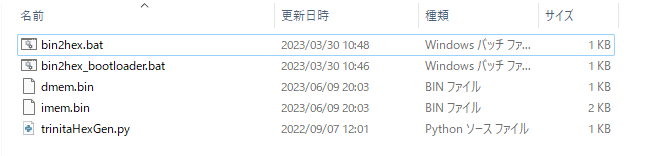 名前 更新日時 種類 サイズ
bin2hex.bat 2023/03/30 10:48 Windows バッチ ファ... 1 KB
bin2hex_bootloader.bat 2023/03/30 10:46 Windows バッチ ファ... 1 KB
dmem.bin 2023/06/09 20:03 BIN ファイル 1 KB
imem.bin 2023/06/09 20:03 BIN ファイル 2 KB
trinitaHexGen.py 2022/09/07 12:01 Python ソース ファイル 1 KB